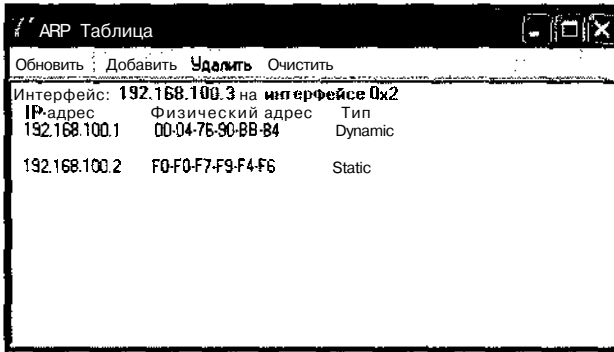 ARP Таблица
Обновить Добавить Удалить Очистить
Интерфейс: 192.168.100.3 на интерфейсе 0x2
IP-адрес Физический адрес Тип
192.168.100.1 00-04-76-90-BB-B4 Dynamic
192.168.100.2 F0-F0-F7-F9-F4-F6 Static